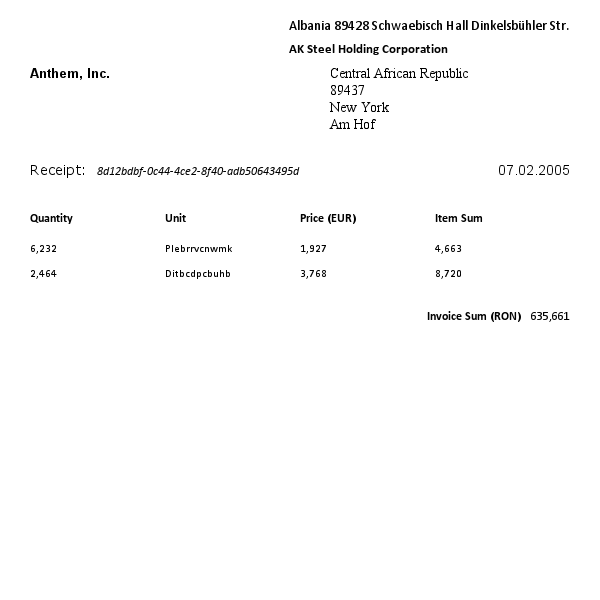 Albania 89428 Schwaebisch Hall Dinkelsbühler Str.
AK Steel Holding Corporation
Anthem, Inc.
Central African Republic
89437
New York
Am Hof
Receipt: 8d12bdbf-0c44-4ce2-8f40-adb50643495d 07.02.2005
Quantity Unit Price (EUR) Item Sum
6,232 Plebrrvcnwmk 1,927 4,663
2,464 Ditbcdpcbuhb 3,768 8,720
Invoice Sum (RON) 635,661